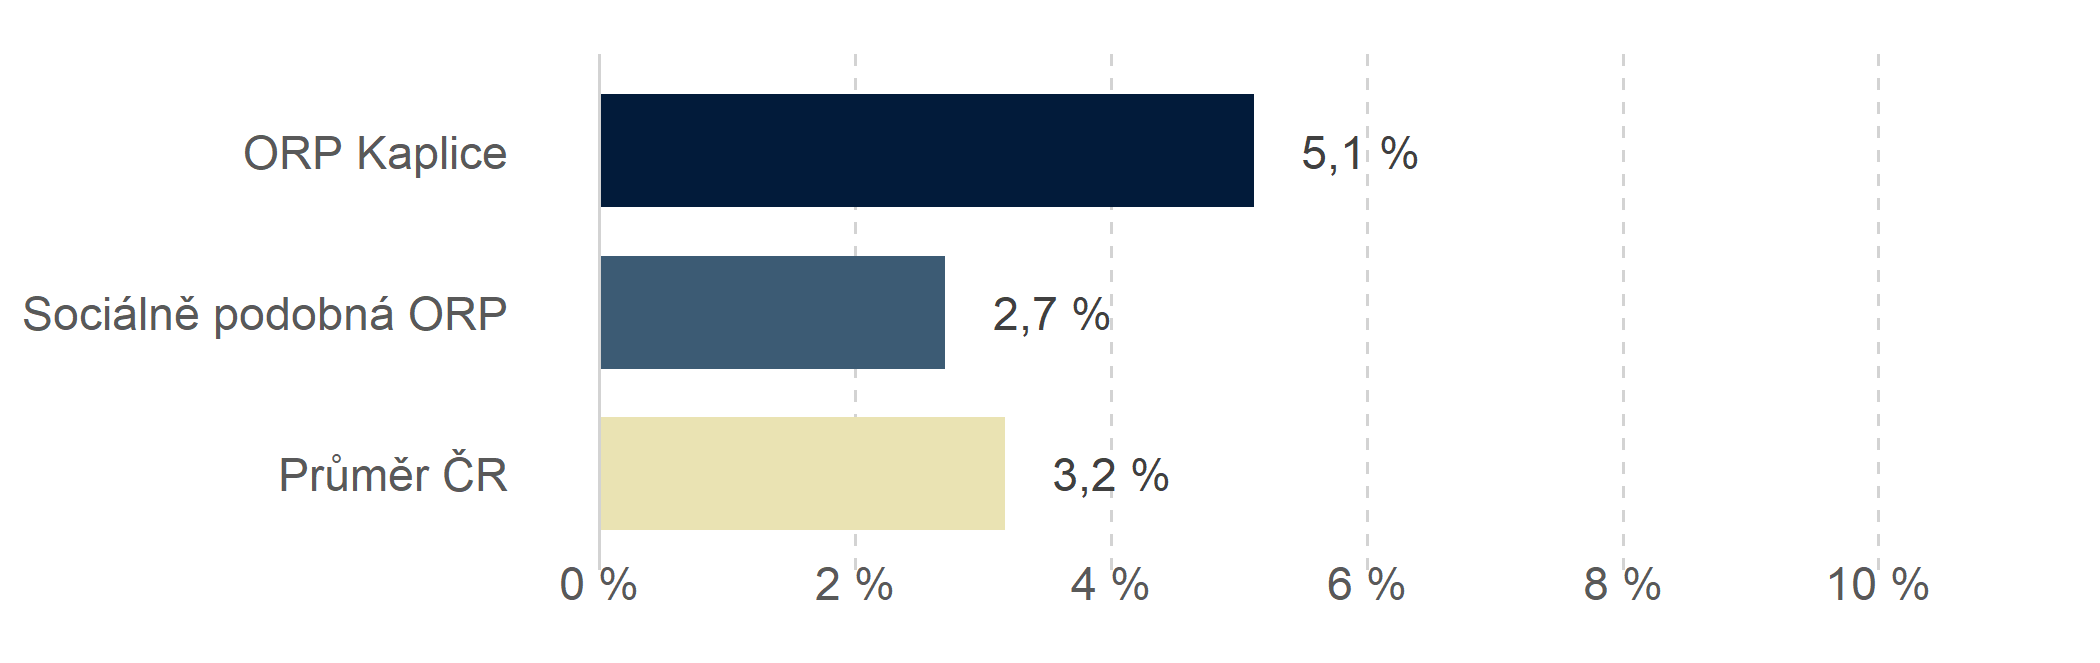 ORP Kaplice
5,1 %
Sociálně podobná ORP
2,7 %
Průměr ČR
3,2 %
0 % 2 % 4 % 6 % 8 % 10 %